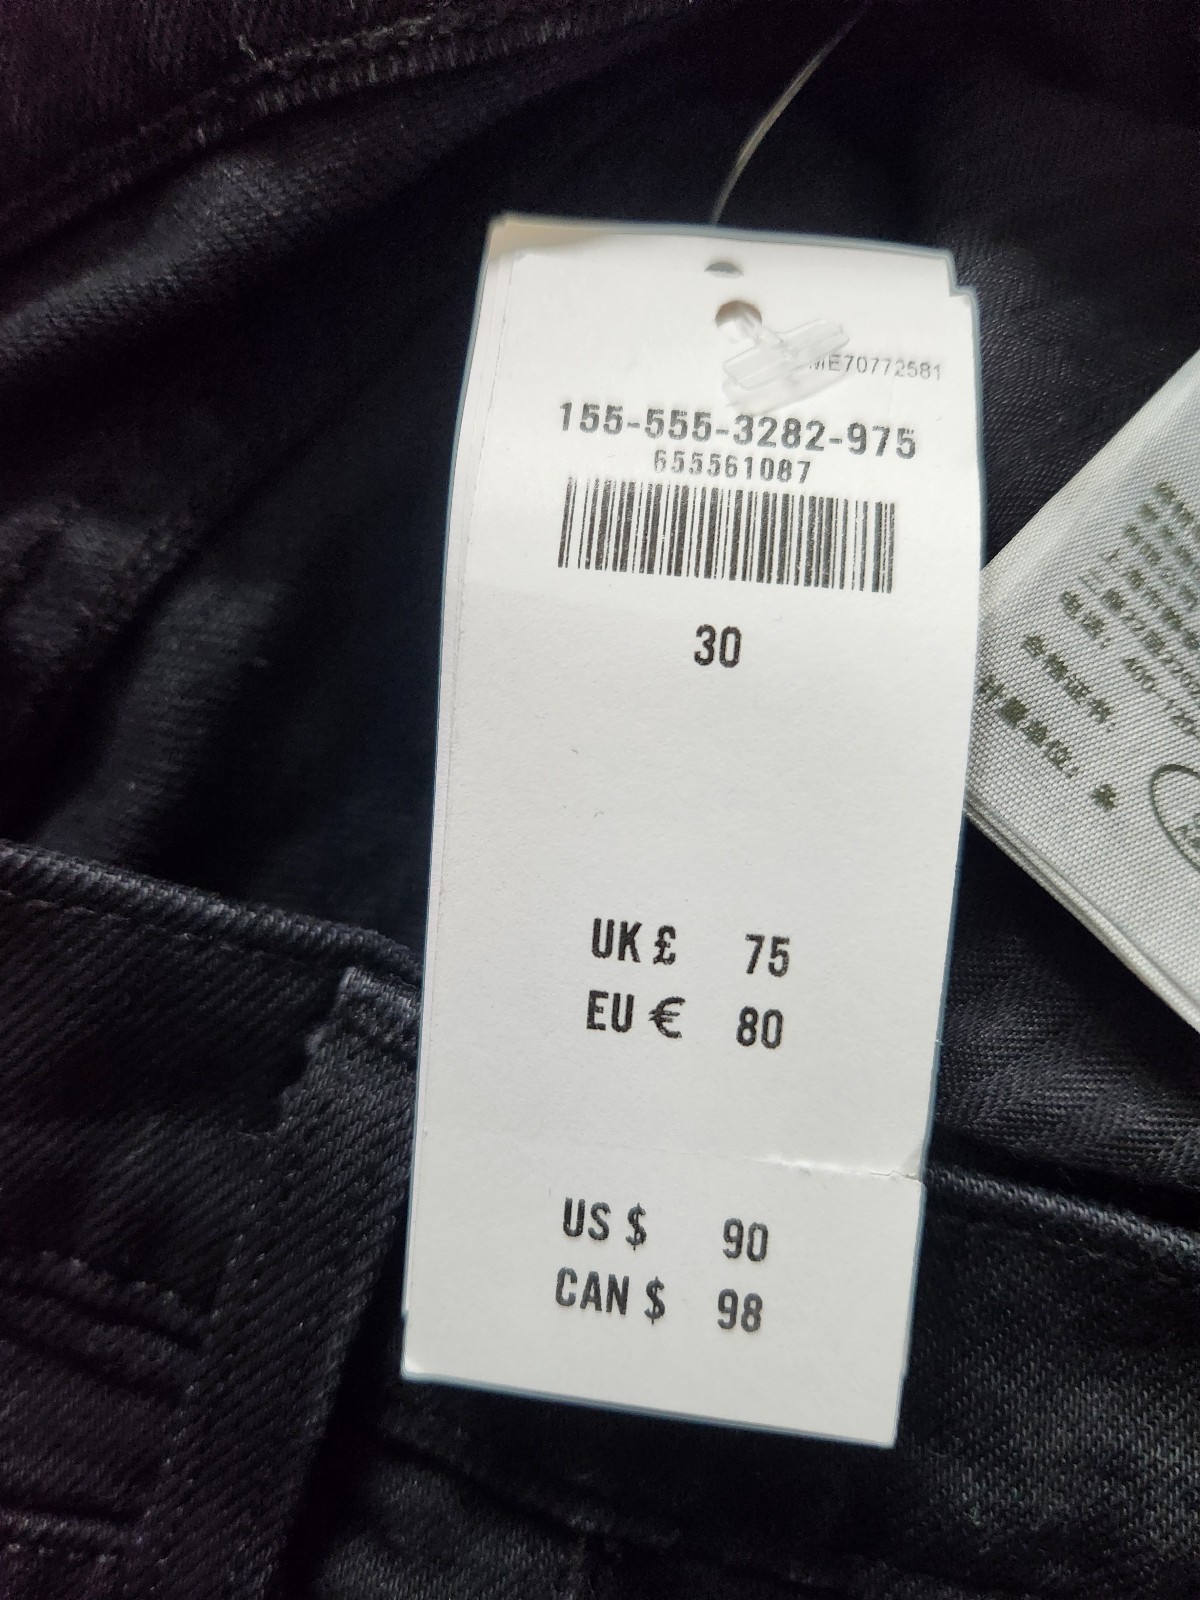 ME70772581
155-555-3282-975
655561087
30
UK £ 75
EU € 80
US $ 90
CAN $ 98